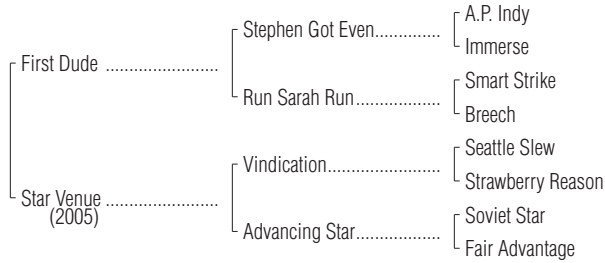 A.P. Indy
Stephen Got Even..............
Immerse
First Dude .......................
Smart Strike
Run Sarah Run..................
Breech
Seattle Slew
Vindication........................
Strawberry Reason
Star Venue .......................
(2005)
Soviet Star
Advancing Star..................
Fair Advantage